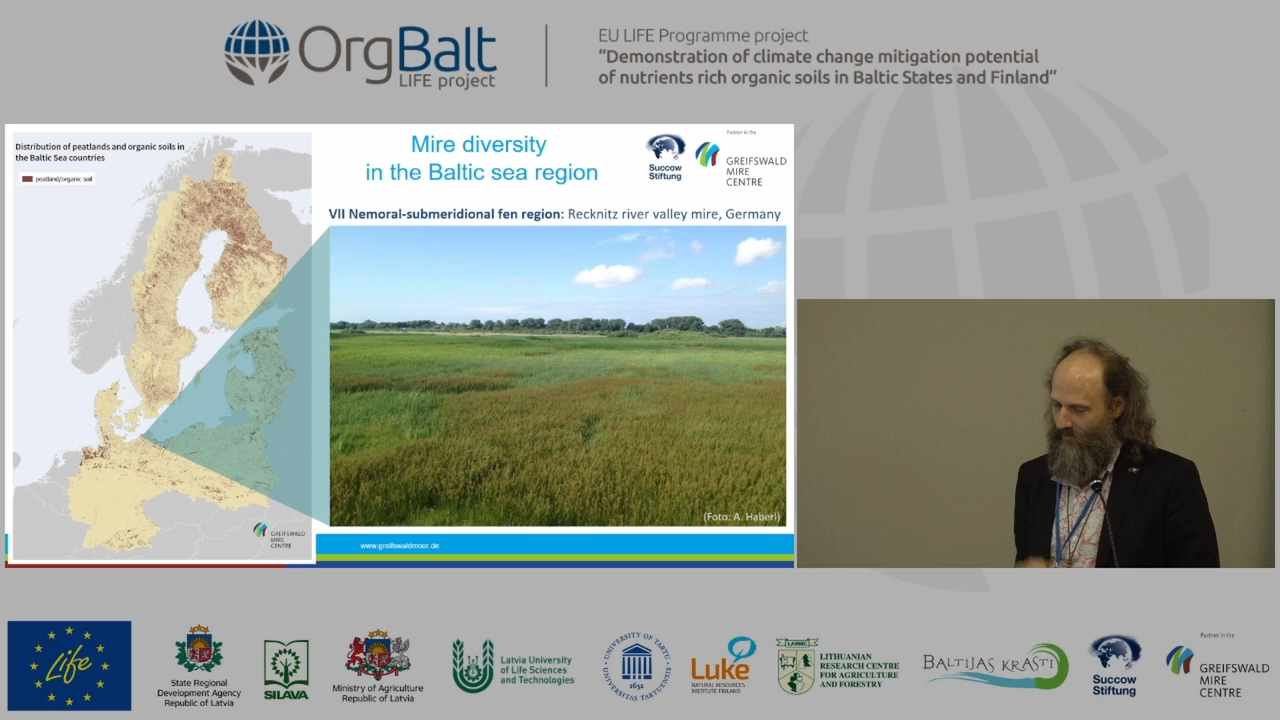 OrgBalt
LIFE project
EU LIFE Programme project
“Demonstration of climate change mitigation potential
of nutrients rich organic soils in Baltic States and Finland”
Distribution of peatlands and organic soils in
the Baltic Sea countries
peatland/organic soil
GREIFSWALD
MIRE
CENTRE
Mire diversity
in the Baltic sea region
Succow
Stiftung
Partner in the
GREIFSWALD
MIRE
CENTRE
VII Nemoral-submeridional fen region: Recknitz river valley mire, Germany
(Foto: A. Haberl)
www.greifswaldmoor.de
Life
State Regional
Development Agency
Republic of Latvia
SILAVA
Ministry of Agriculture
Republic of Latvia
Latvia University
of Life Sciences
and Technologies
UNIVERSITY OF TARTU
UNIVERSITAS TARTUENSIS
1632
Luke
NATURAL RESOURCES
INSTITUTE FINLAND
LAMMC
LITHUANIAN
RESEARCH CENTRE
FOR AGRICULTURE
AND FORESTRY
BALTIJAS KRASTI
Succow
Stiftung
Partner in the
GREIFSWALD
MIRE
CENTRE